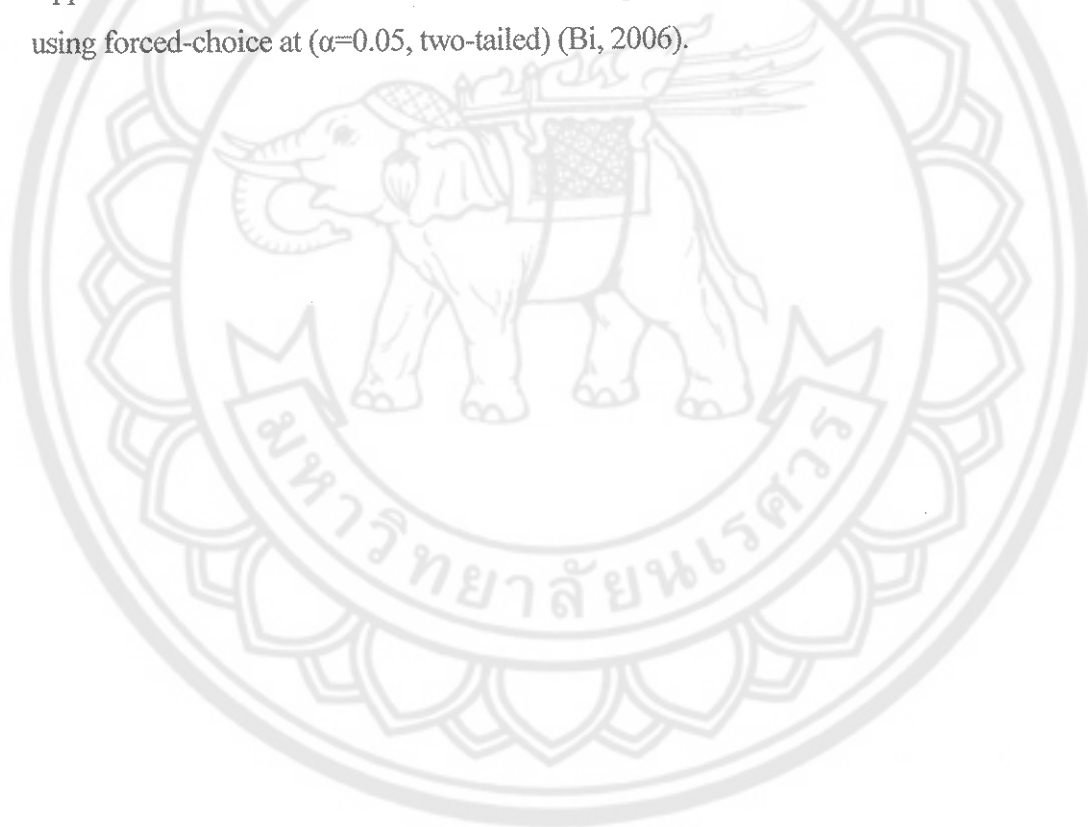 using forced-choice at (α=0.05, two-tailed) (Bi, 2006).
มหาวิทยาลัยนเรศวร